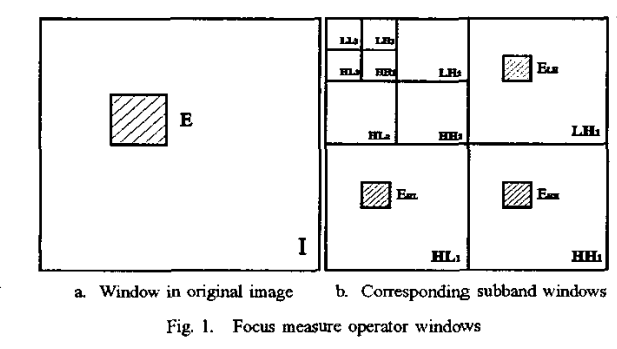 E
I
LL₃
LH₃
HL₃
HH₃
LH₂
HL₂
HH₂
E_LH
LH₁
E_HL
HL₁
E_HH
HH₁
a. Window in original image
b. Corresponding subband windows
Fig. 1. Focus measure operator windows